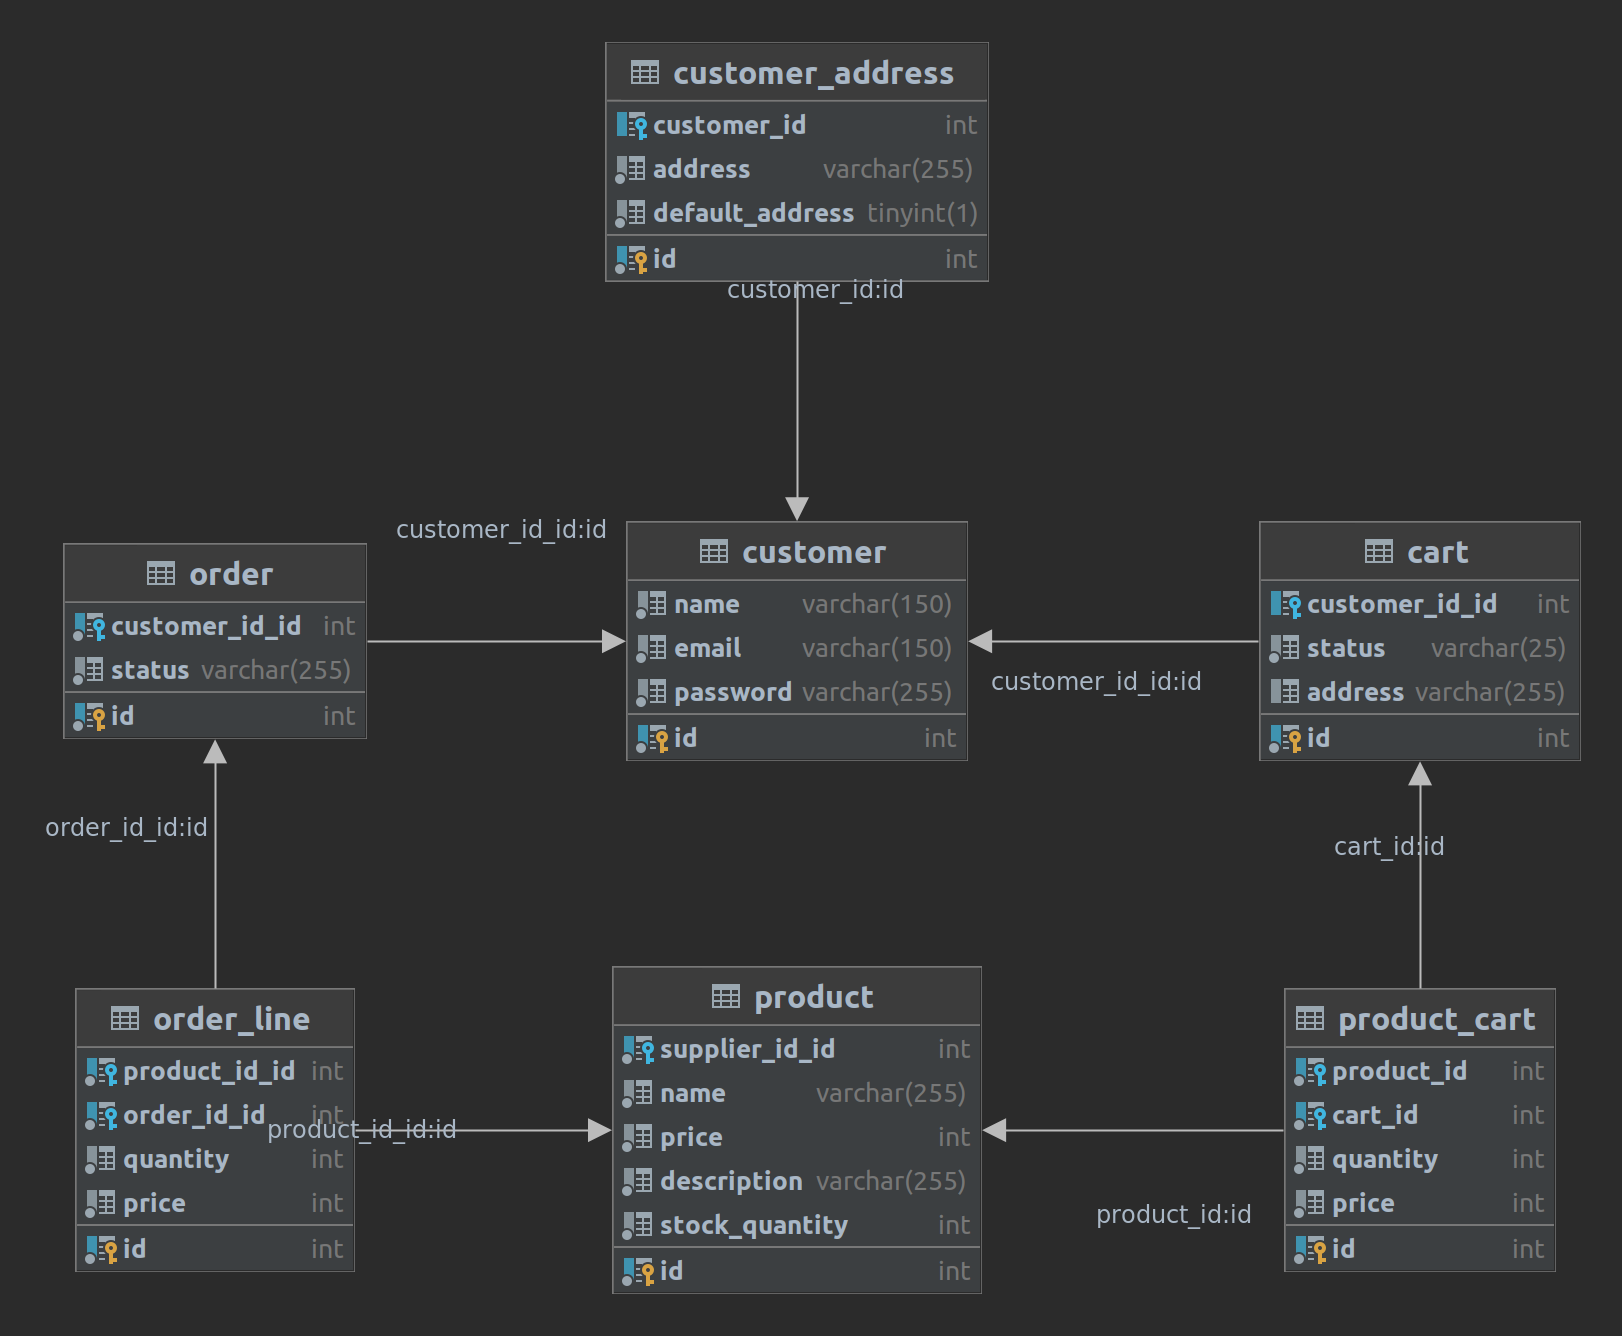 customer_address
customer_id int
address varchar(255)
default_address tinyint(1)
id int
customer_id:id
customer_id_id:id
order
customer_id_id int
status varchar(255)
id int
customer
name varchar(150)
email varchar(150)
password varchar(255)
id int
cart
customer_id_id int
status varchar(25)
address varchar(255)
id int
customer_id_id:id
order_id_id:id
cart_id:id
order_line
product_id_id int
order_id_id int
quantity int
price int
id int
product_id_id:id
product
supplier_id_id int
name varchar(255)
price int
description varchar(255)
stock_quantity int
id int
product_cart
product_id int
cart_id int
quantity int
price int
id int
product_id:id